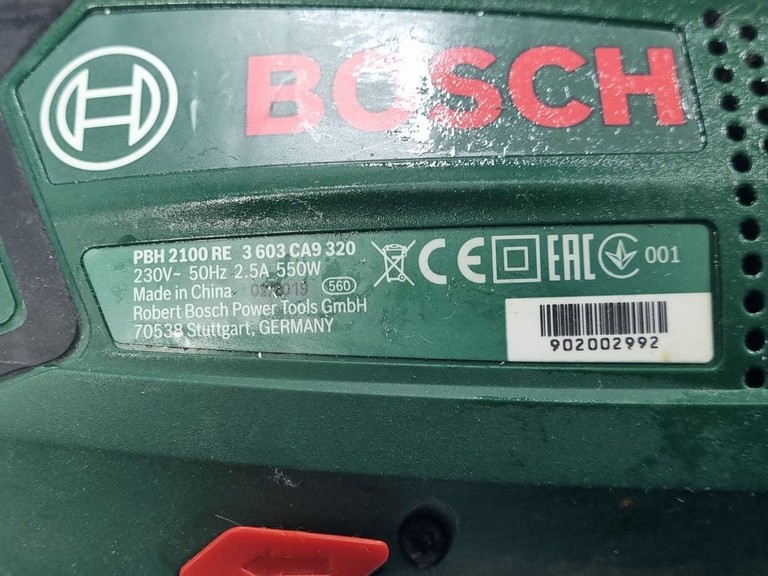 BOSCH
PBH 2100 RE 3 603 CA9 320
230V~ 50Hz 2.5A 550W
Made in China 560
Robert Bosch Power Tools GmbH
70538 Stuttgart, GERMANY
CE EAC 001
902002992